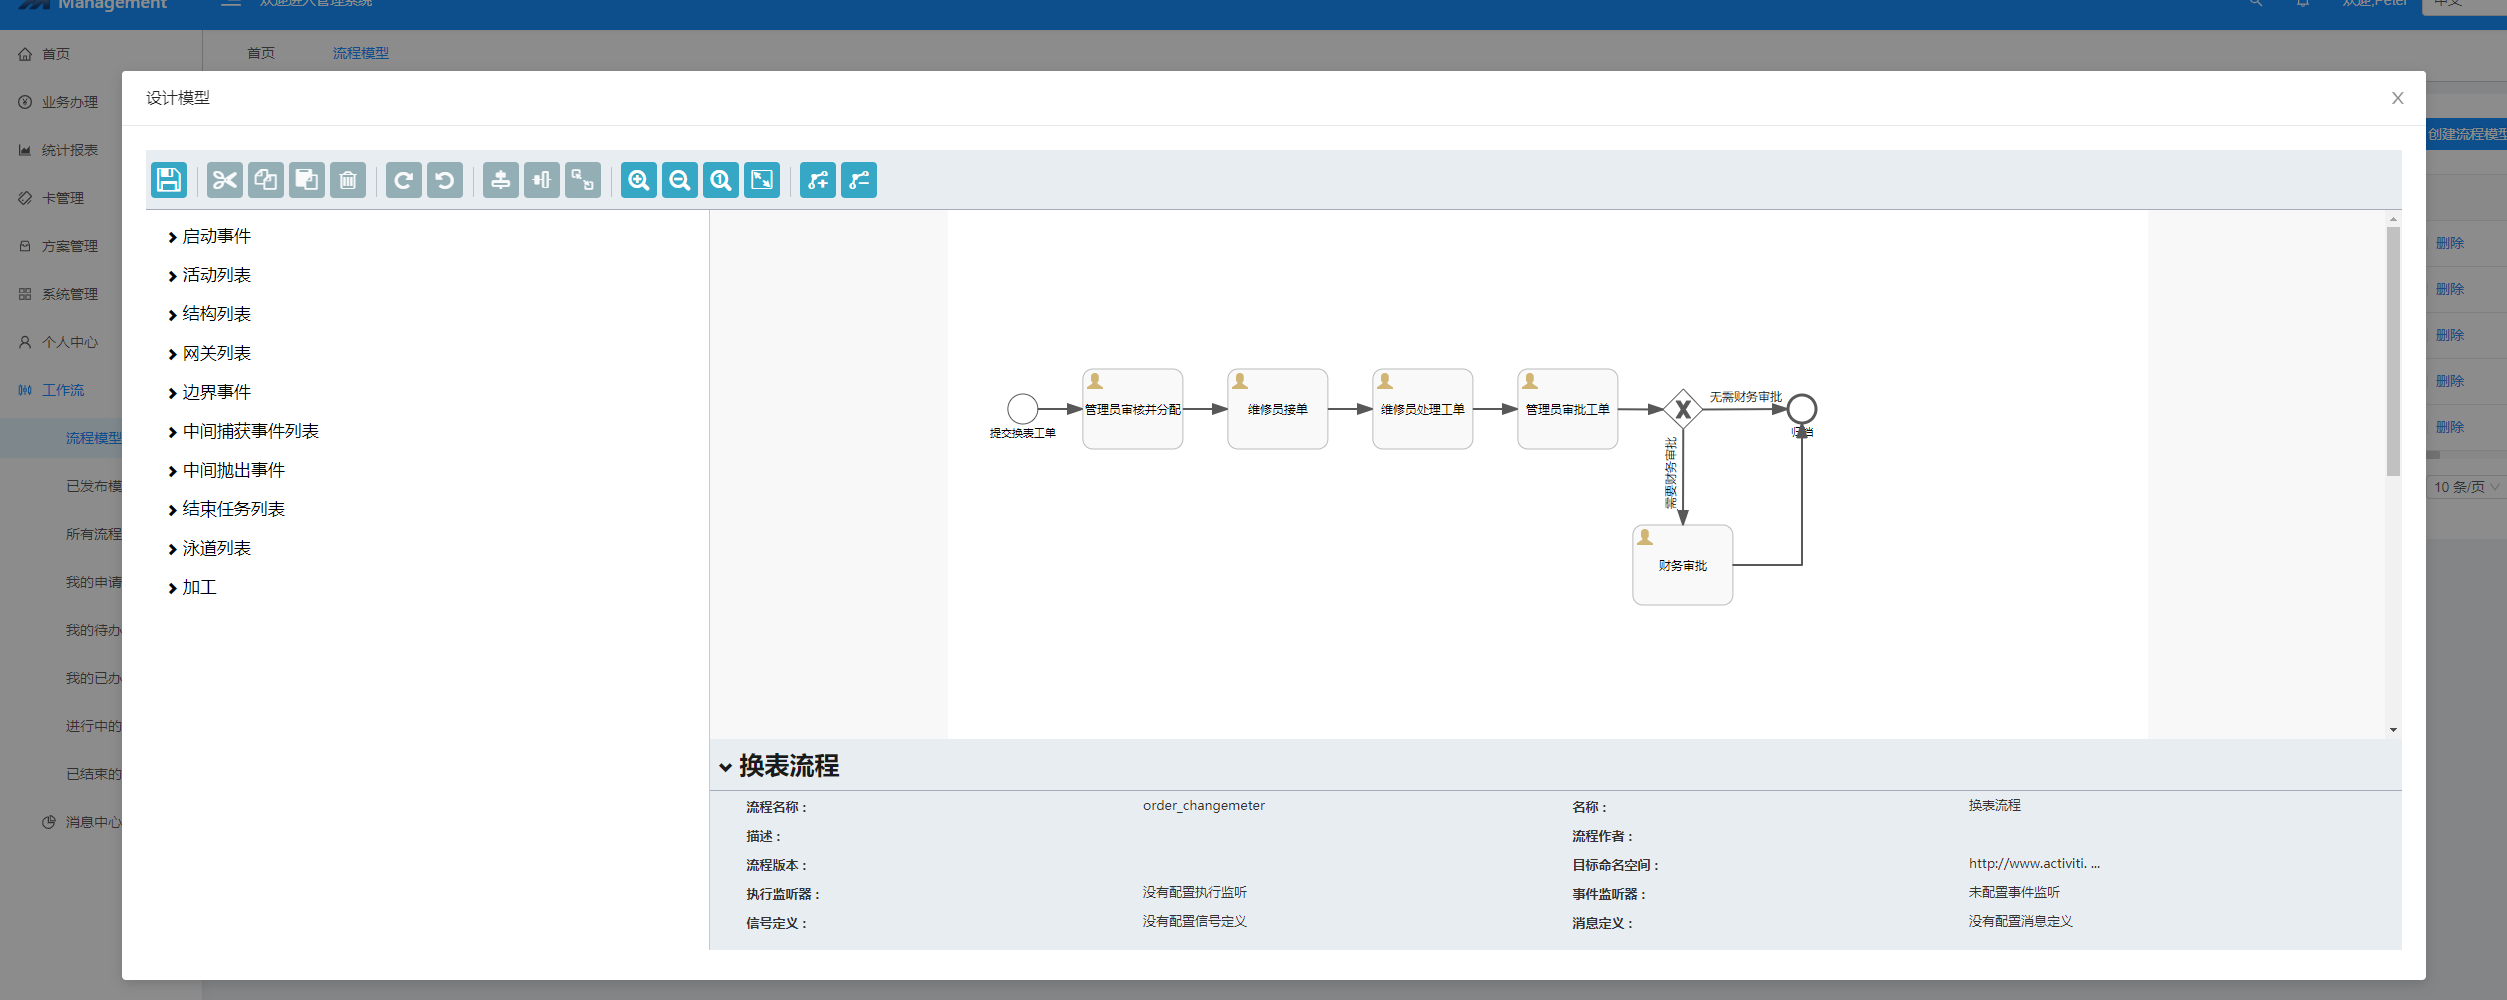 Management
欢迎进入管理系统
欢迎,Peter
中文
首页
业务办理
统计报表
卡管理
方案管理
系统管理
个人中心
工作流
流程模型
已发布模
所有流程
我的申请
我的待办
我的已办
进行中的
已结束的
消息中心
首页
流程模型
设计模型
X
启动事件
活动列表
结构列表
网关列表
边界事件
中间捕获事件列表
中间抛出事件
结束任务列表
泳道列表
加工
提交换表工单
管理员审核并分配
维修员接单
维修员处理工单
管理员审批工单
X
无需财务审批
归档
需要财务审批
财务审批
换表流程
流程名称：
order_changemeter
名称：
换表流程
描述：
流程作者：
流程版本：
目标命名空间：
http://www.activiti. ...
执行监听器：
没有配置执行监听
事件监听器：
未配置事件监听
信号定义：
没有配置信号定义
消息定义：
没有配置消息定义
创建流程模型
删除
删除
删除
删除
删除
10 条/页